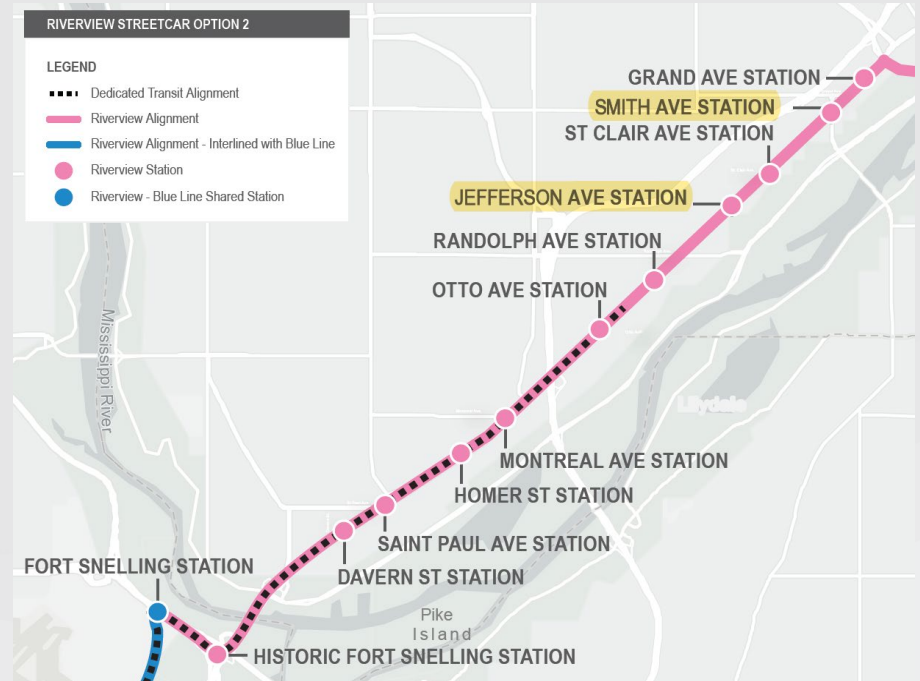 RIVERVIEW STREETCAR OPTION 2
LEGEND
Dedicated Transit Alignment
Riverview Alignment
Riverview Alignment - Interlined with Blue Line
Riverview Station
Riverview - Blue Line Shared Station
GRAND AVE STATION
SMITH AVE STATION
ST CLAIR AVE STATION
JEFFERSON AVE STATION
RANDOLPH AVE STATION
OTTO AVE STATION
Mississippi River
Lilydale
MONTREAL AVE STATION
HOMER ST STATION
SAINT PAUL AVE STATION
FORT SNELLING STATION
DAVERN ST STATION
Pike
Island
HISTORIC FORT SNELLING STATION